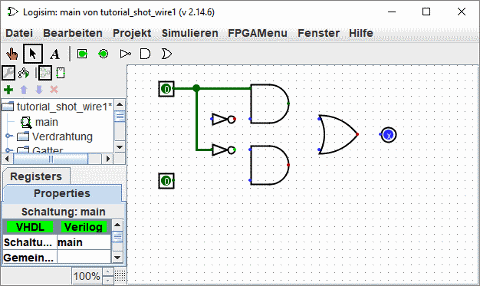 Logisim: main von tutorial_shot_wire1 (v 2.14.6)
Datei Bearbeiten Projekt Simulieren FPGAMenu Fenster Hilfe
A
tutorial_shot_wire1*
main
Verdrahtung
Gatter
Registers
Properties
Schaltung: main
VHDL Verilog
Schaltu... main
Gemein...
100%
0
0
x